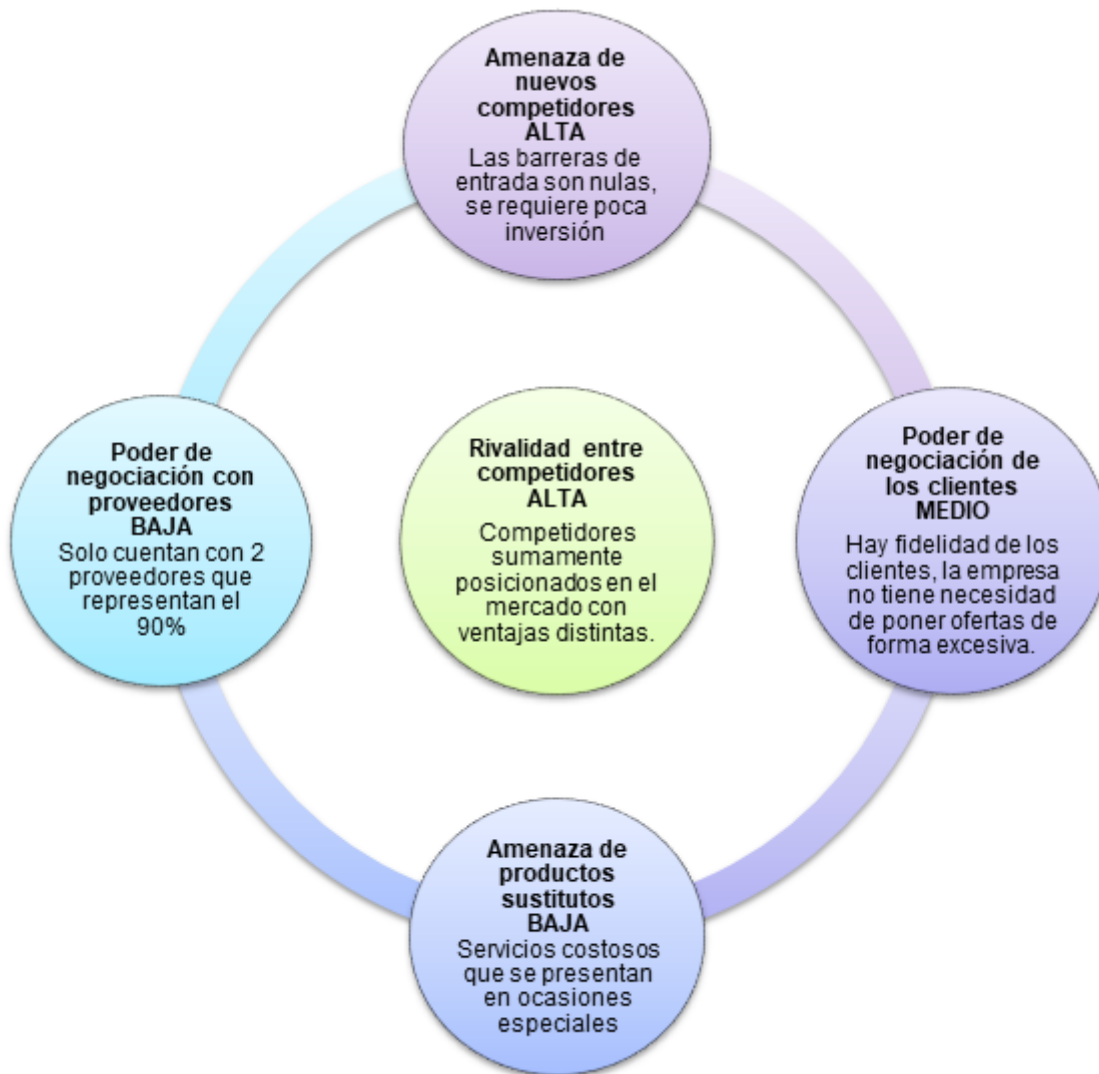 Amenaza de
nuevos
competidores
ALTA
Las barreras de
entrada son nulas,
se requiere poca
inversión
Poder de
negociación con
proveedores
BAJA
Solo cuentan con 2
proveedores que
representan el
90%
Rivalidad entre
competidores
ALTA
Competidores
sumamente
posicionados en el
mercado con
ventajas distintas.
Poder de
negociación de
los clientes
MEDIO
Hay fidelidad de los
clientes, la empresa
no tiene necesidad
de poner ofertas de
forma excesiva.
Amenaza de
productos
sustitutos
BAJA
Servicios costosos
que se presentan
en ocasiones
especiales